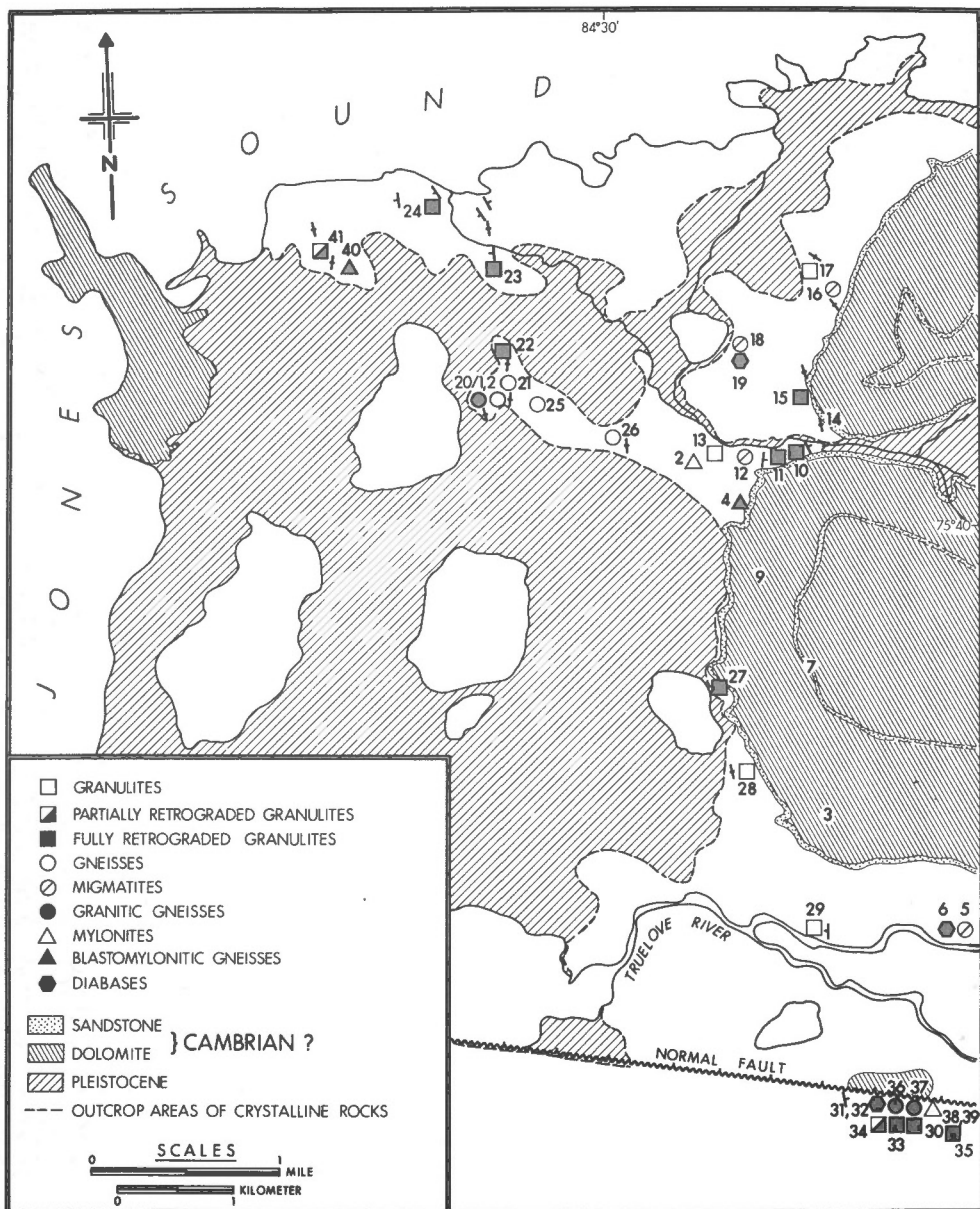 84°30'
N
SOUND
JONES
24
41
40
23
17
16
22
18
19
20/1,2
21
25
15
14
26
13
2
12
11
10
4
75°40
9
27
7
28
3
29
6
5
TRUELOVE RIVER
NORMAL FAULT
36
37
31, 32
38,39
34
33
30
35
GRANULITES
PARTIALLY RETROGRADED GRANULITES
FULLY RETROGRADED GRANULITES
GNEISSES
MIGMATITES
GRANITIC GNEISSES
MYLONITES
BLASTOMYLONITIC GNEISSES
DIABASES
SANDSTONE
DOLOMITE
} CAMBRIAN ?
PLEISTOCENE
OUTCROP AREAS OF CRYSTALLINE ROCKS
SCALES
0 1
MILE
KILOMETER
0 1